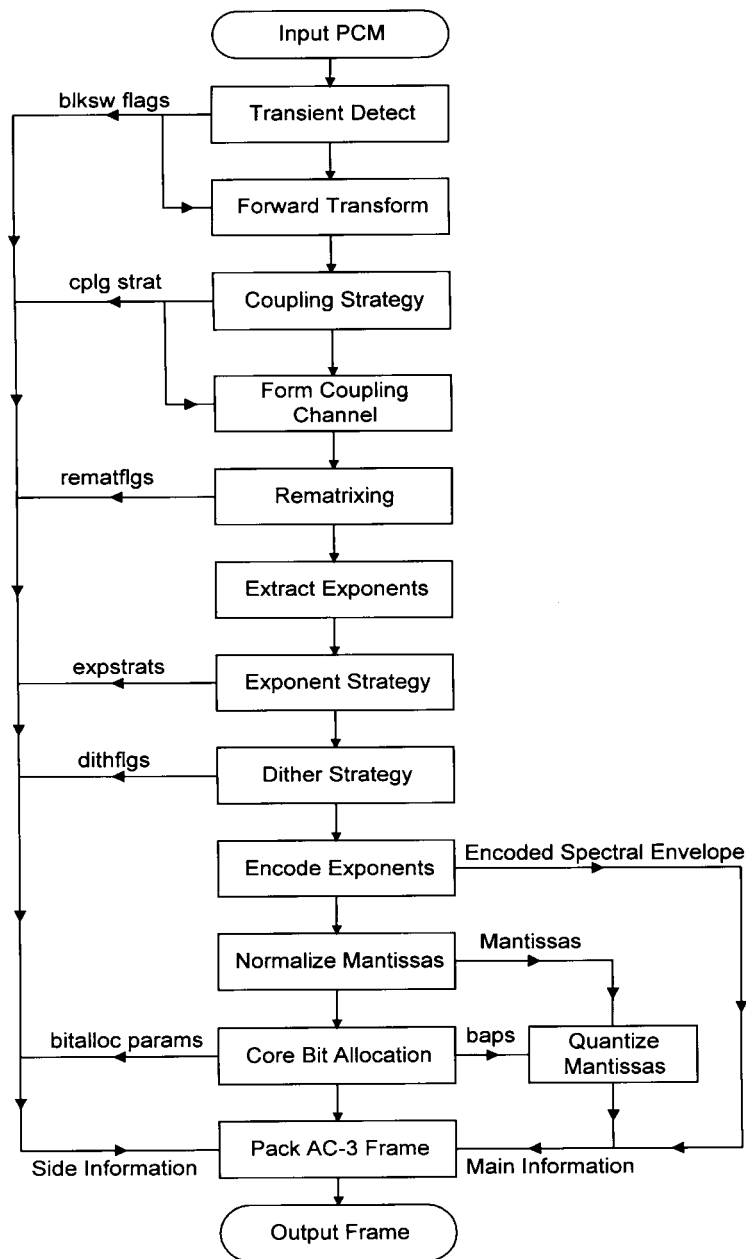 Input PCM
blksw flags
Transient Detect
Forward Transform
cplg strat
Coupling Strategy
Form Coupling
Channel
rematflgs
Rematrixing
Extract Exponents
expstrats
Exponent Strategy
dithflgs
Dither Strategy
Encode Exponents
Encoded Spectral Envelope
Normalize Mantissas
Mantissas
bitalloc params
Core Bit Allocation
baps
Quantize
Mantissas
Side Information
Pack AC-3 Frame
Main Information
Output Frame